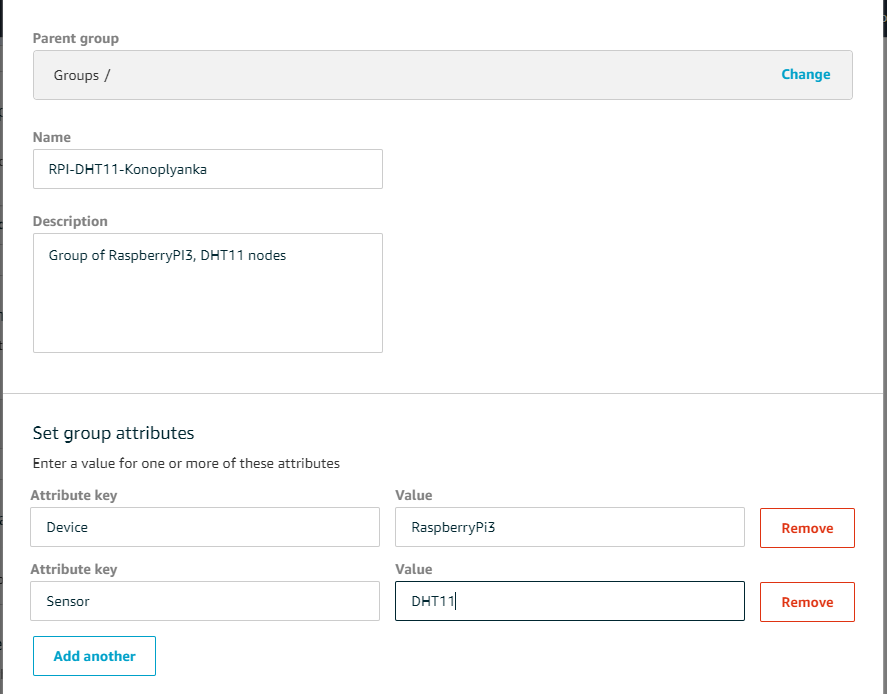 Parent group
Groups /
Change
Name
RPI-DHT11-Konoplyanka
Description
Group of RaspberryPI3, DHT11 nodes
Set group attributes
Enter a value for one or more of these attributes
Attribute key Value
Device RaspberryPi3 Remove
Attribute key Value
Sensor DHT11 Remove
Add another